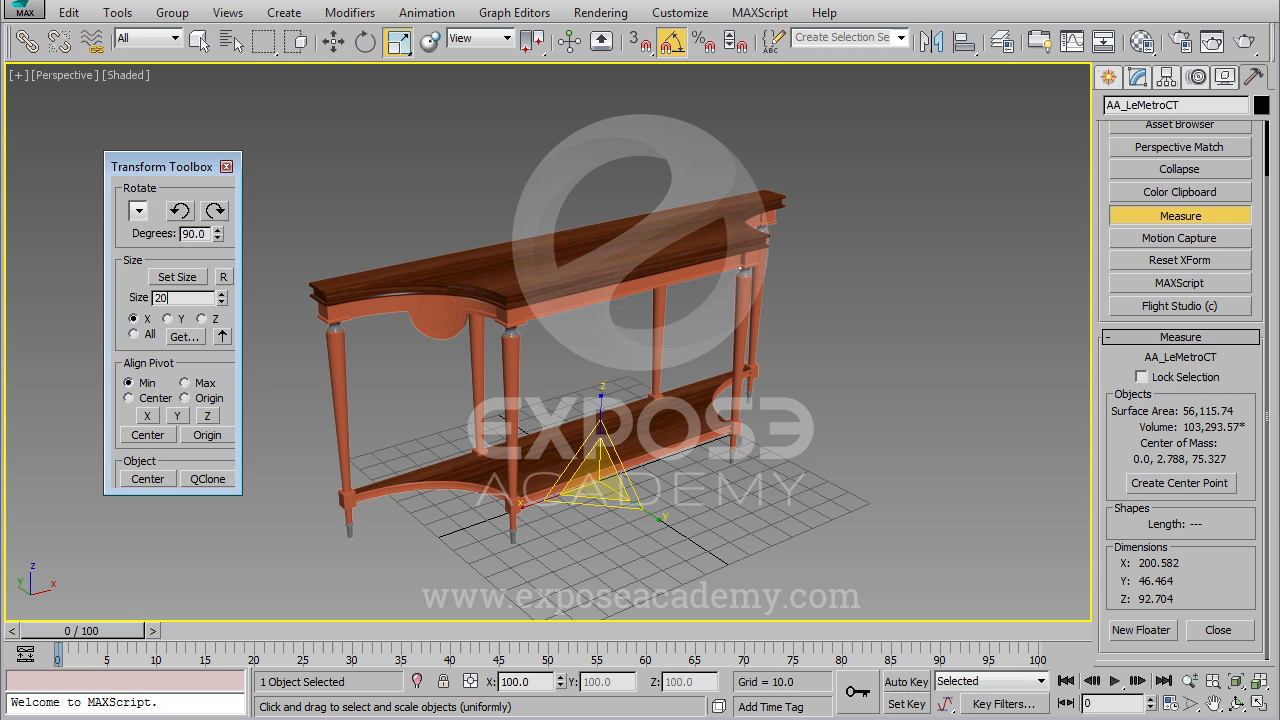 MAX Edit Tools Group Views Create Modifiers Animation Graph Editors Rendering Customize MAXScript Help
All View 3 Create Selection Se
[+] [Perspective] [Shaded]
Transform Toolbox
Rotate
Degrees: 90.0
Size
Set Size R
Size 20
X Y Z
All Get...
Align Pivot
Min Max
Center Origin
X Y Z
Center Origin
Object
Center QClone
z
x
y
EXPOSE
ACADEMY
www.exposeacademy.com
z
y x
AA_LeMetroCT
Asset Browser
Perspective Match
Collapse
Color Clipboard
Measure
Motion Capture
Reset XForm
MAXScript
Flight Studio (c)
- Measure
AA_LeMetroCT
Lock Selection
Objects
Surface Area: 56,115.74
Volume: 103,293.57*
Center of Mass:
0.0, 2.788, 75.327
Create Center Point
Shapes
Length: ---
Dimensions
X: 200.582
Y: 46.464
Z: 92.704
New Floater Close
< 0 / 100 >
0 5 10 15 20 25 30 35 40 45 50 55 60 65 70 75 80 85 90 95 100
1 Object Selected X: 100.0 Y: 100.0 Z: 100.0 Grid = 10.0 Auto Key Selected
Welcome to MAXScript. Click and drag to select and scale objects (uniformly) Add Time Tag Set Key Key Filters... 0